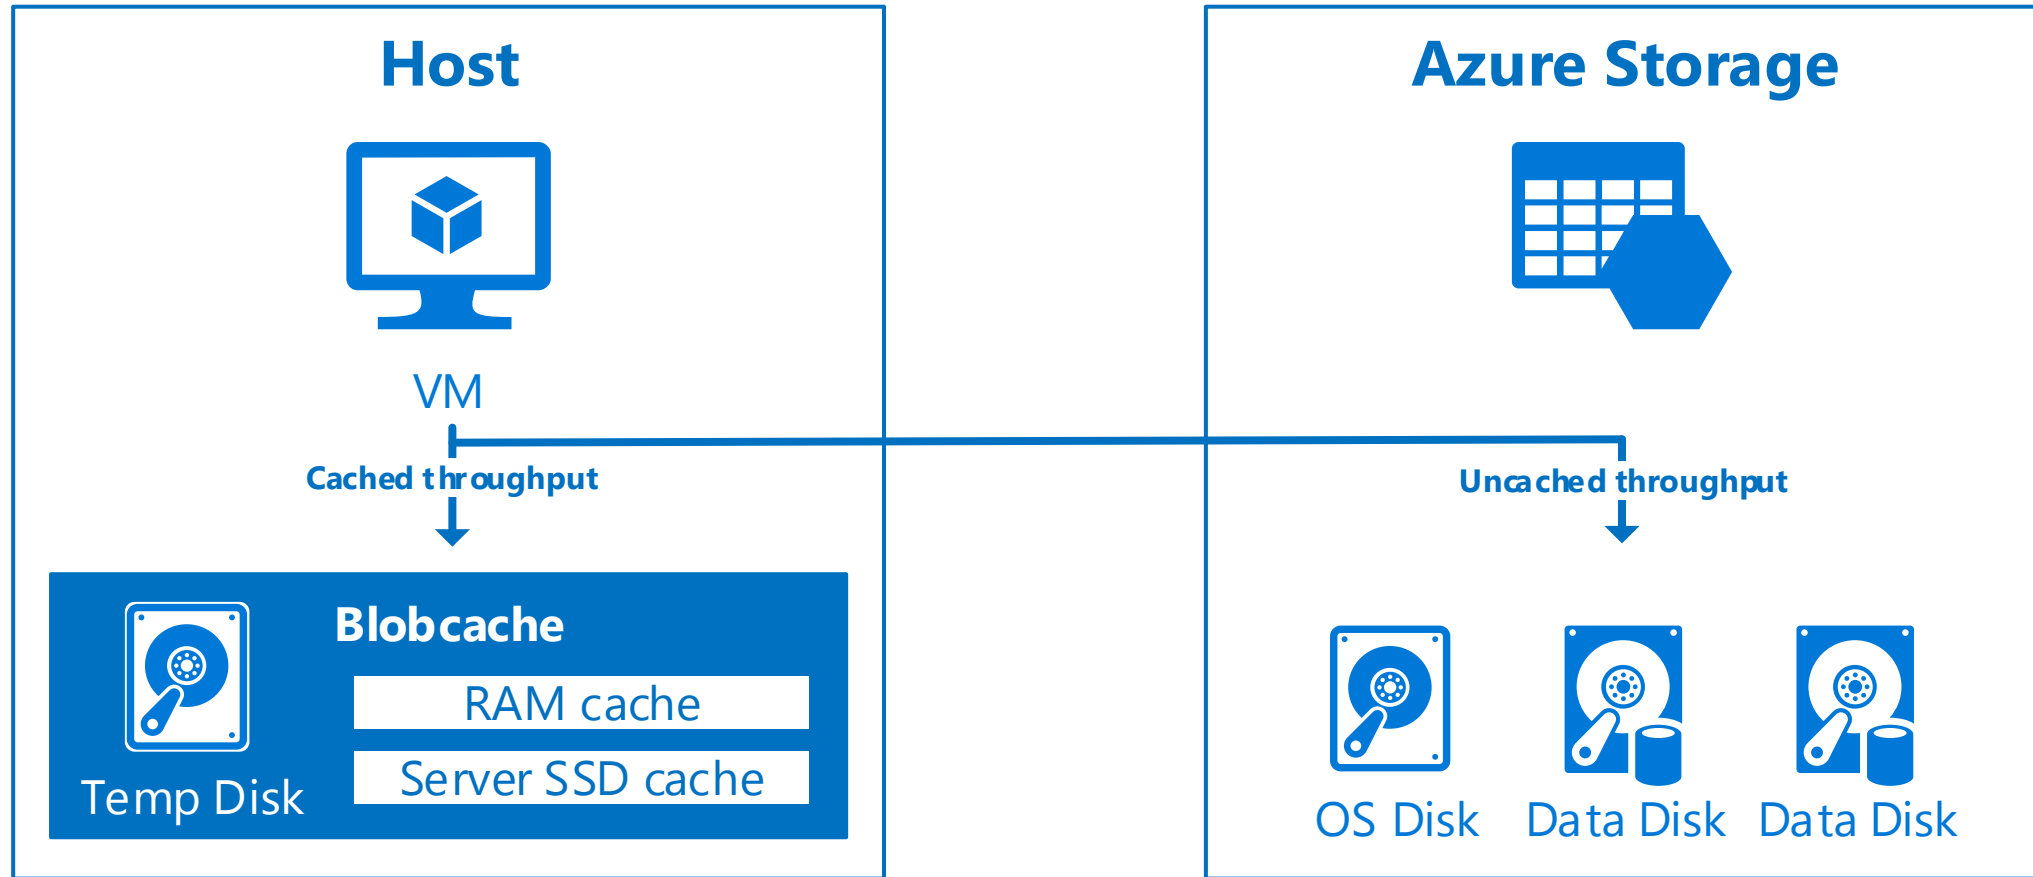 Host
VM
Cached throughput
Blobcache
RAM cache
Server SSD cache
Temp Disk
Azure Storage
Uncached throughput
OS Disk
Data Disk
Data Disk